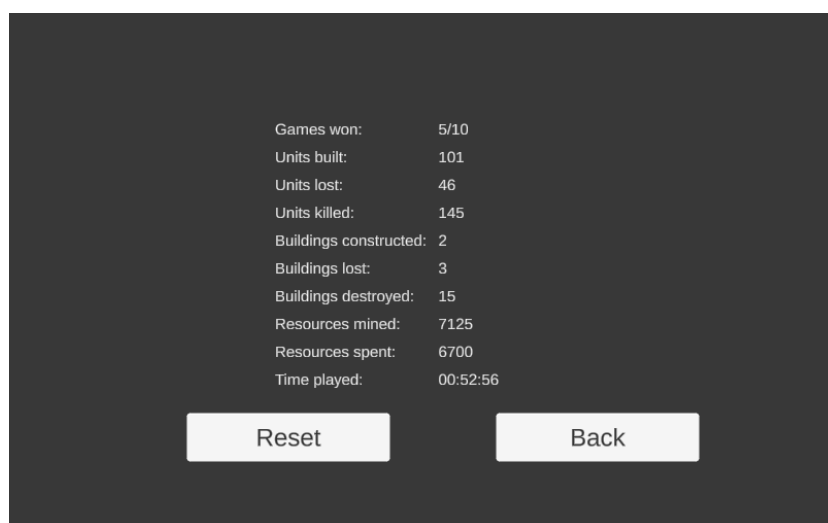 Games won: 5/10
Units built: 101
Units lost: 46
Units killed: 145
Buildings constructed: 2
Buildings lost: 3
Buildings destroyed: 15
Resources mined: 7125
Resources spent: 6700
Time played: 00:52:56
Reset Back